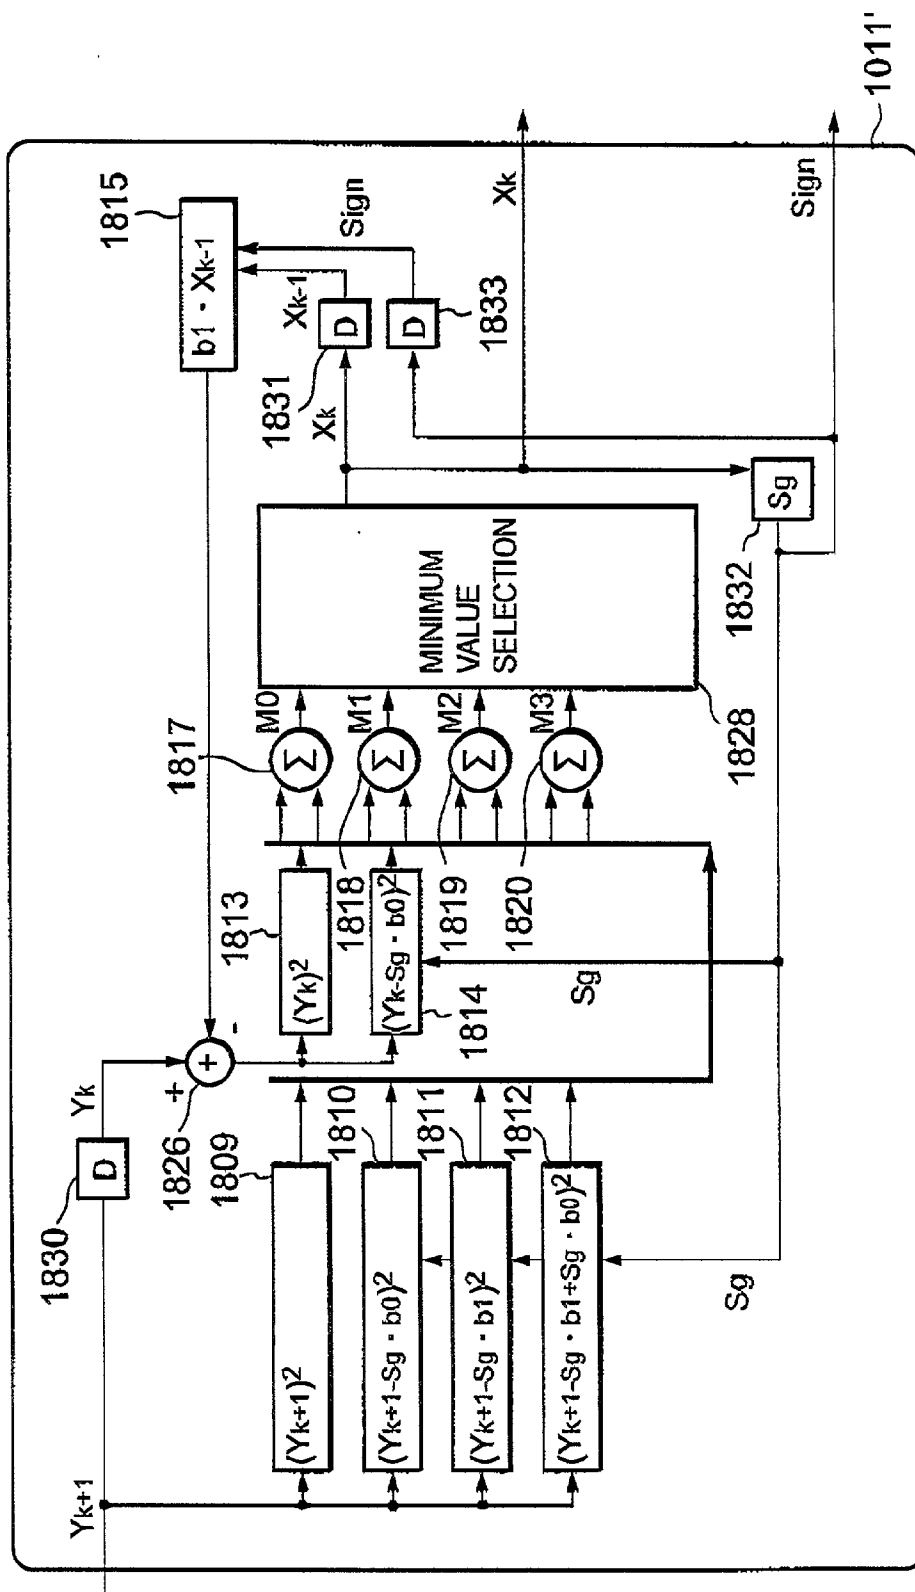 1011'
Yk+1
1830
D
Yk
+
-
+
1826
1815
b1 · Xk-1
Sign
Xk-1
D
1831
Xk
D
1833
Xk
Sign
1809
(Yk+1)²
1810
(Yk+1-Sg · b0)²
1811
(Yk+1-Sg · b1)²
1812
(Yk+1-Sg · b1+Sg · b0)²
Sg
1813
(Yk)²
1814
(Yk-Sg · b0)²
Sg
1817
Σ
M0
1818
Σ
M1
1819
Σ
M2
1820
Σ
M3
MINIMUM
VALUE
SELECTION
1828
1832
Sg